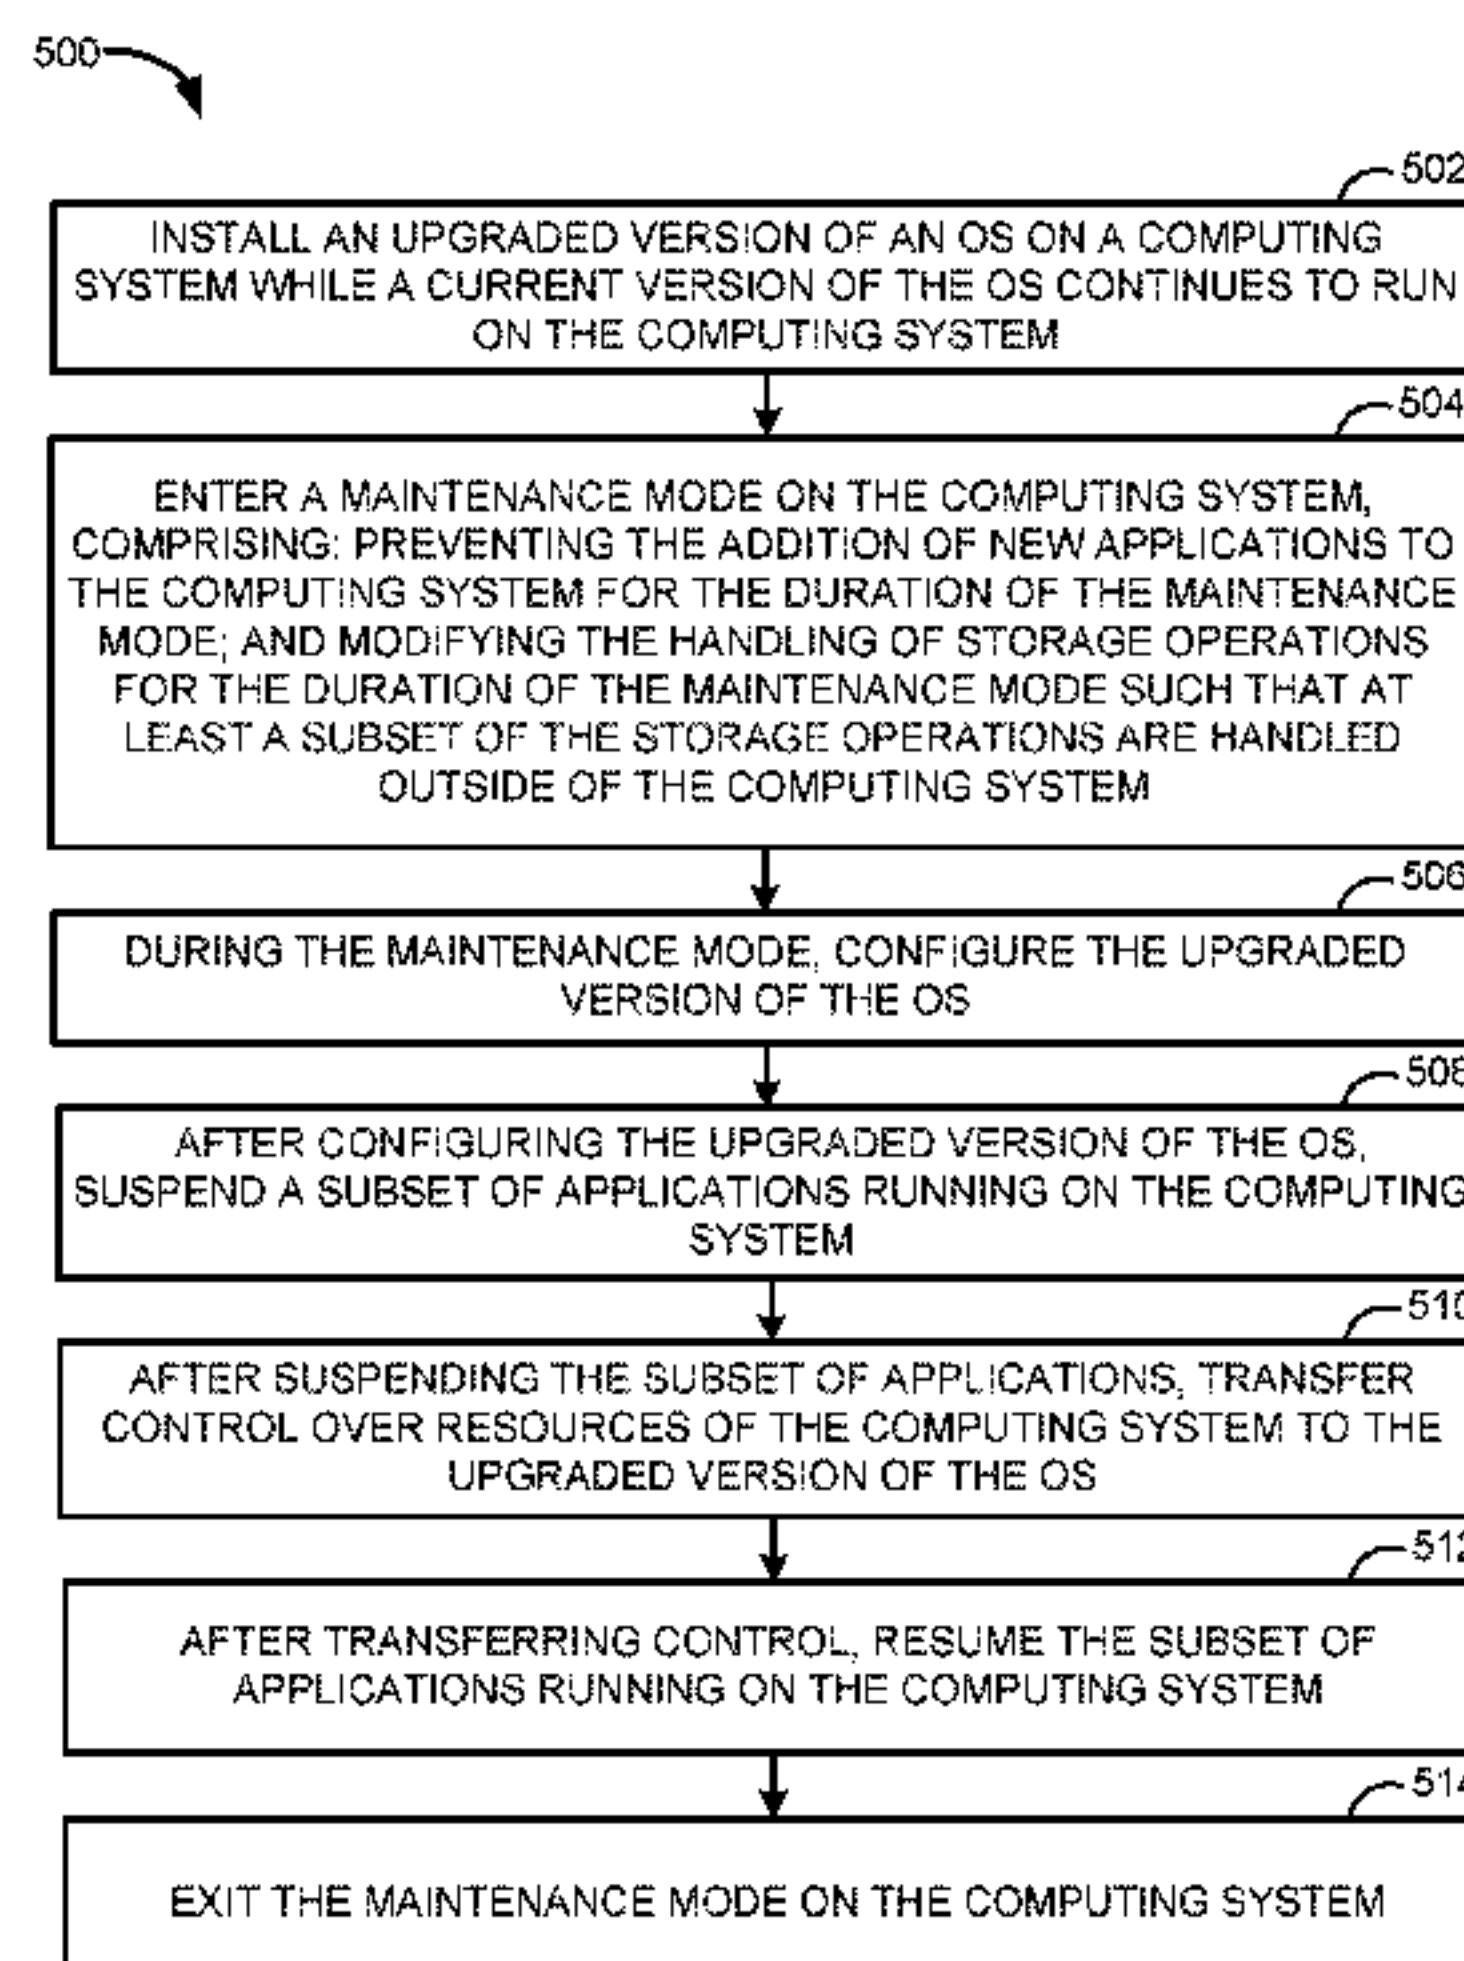 500
502
INSTALL AN UPGRADED VERSION OF AN OS ON A COMPUTING
SYSTEM WHILE A CURRENT VERSION OF THE OS CONTINUES TO RUN
ON THE COMPUTING SYSTEM
504
ENTER A MAINTENANCE MODE ON THE COMPUTING SYSTEM,
COMPRISING: PREVENTING THE ADDITION OF NEW APPLICATIONS TO
THE COMPUTING SYSTEM FOR THE DURATION OF THE MAINTENANCE
MODE; AND MODIFYING THE HANDLING OF STORAGE OPERATIONS
FOR THE DURATION OF THE MAINTENANCE MODE SUCH THAT AT
LEAST A SUBSET OF THE STORAGE OPERATIONS ARE HANDLED
OUTSIDE OF THE COMPUTING SYSTEM
506
DURING THE MAINTENANCE MODE, CONFIGURE THE UPGRADED
VERSION OF THE OS
508
AFTER CONFIGURING THE UPGRADED VERSION OF THE OS,
SUSPEND A SUBSET OF APPLICATIONS RUNNING ON THE COMPUTING
SYSTEM
510
AFTER SUSPENDING THE SUBSET OF APPLICATIONS, TRANSFER
CONTROL OVER RESOURCES OF THE COMPUTING SYSTEM TO THE
UPGRADED VERSION OF THE OS
512
AFTER TRANSFERRING CONTROL, RESUME THE SUBSET OF
APPLICATIONS RUNNING ON THE COMPUTING SYSTEM
514
EXIT THE MAINTENANCE MODE ON THE COMPUTING SYSTEM